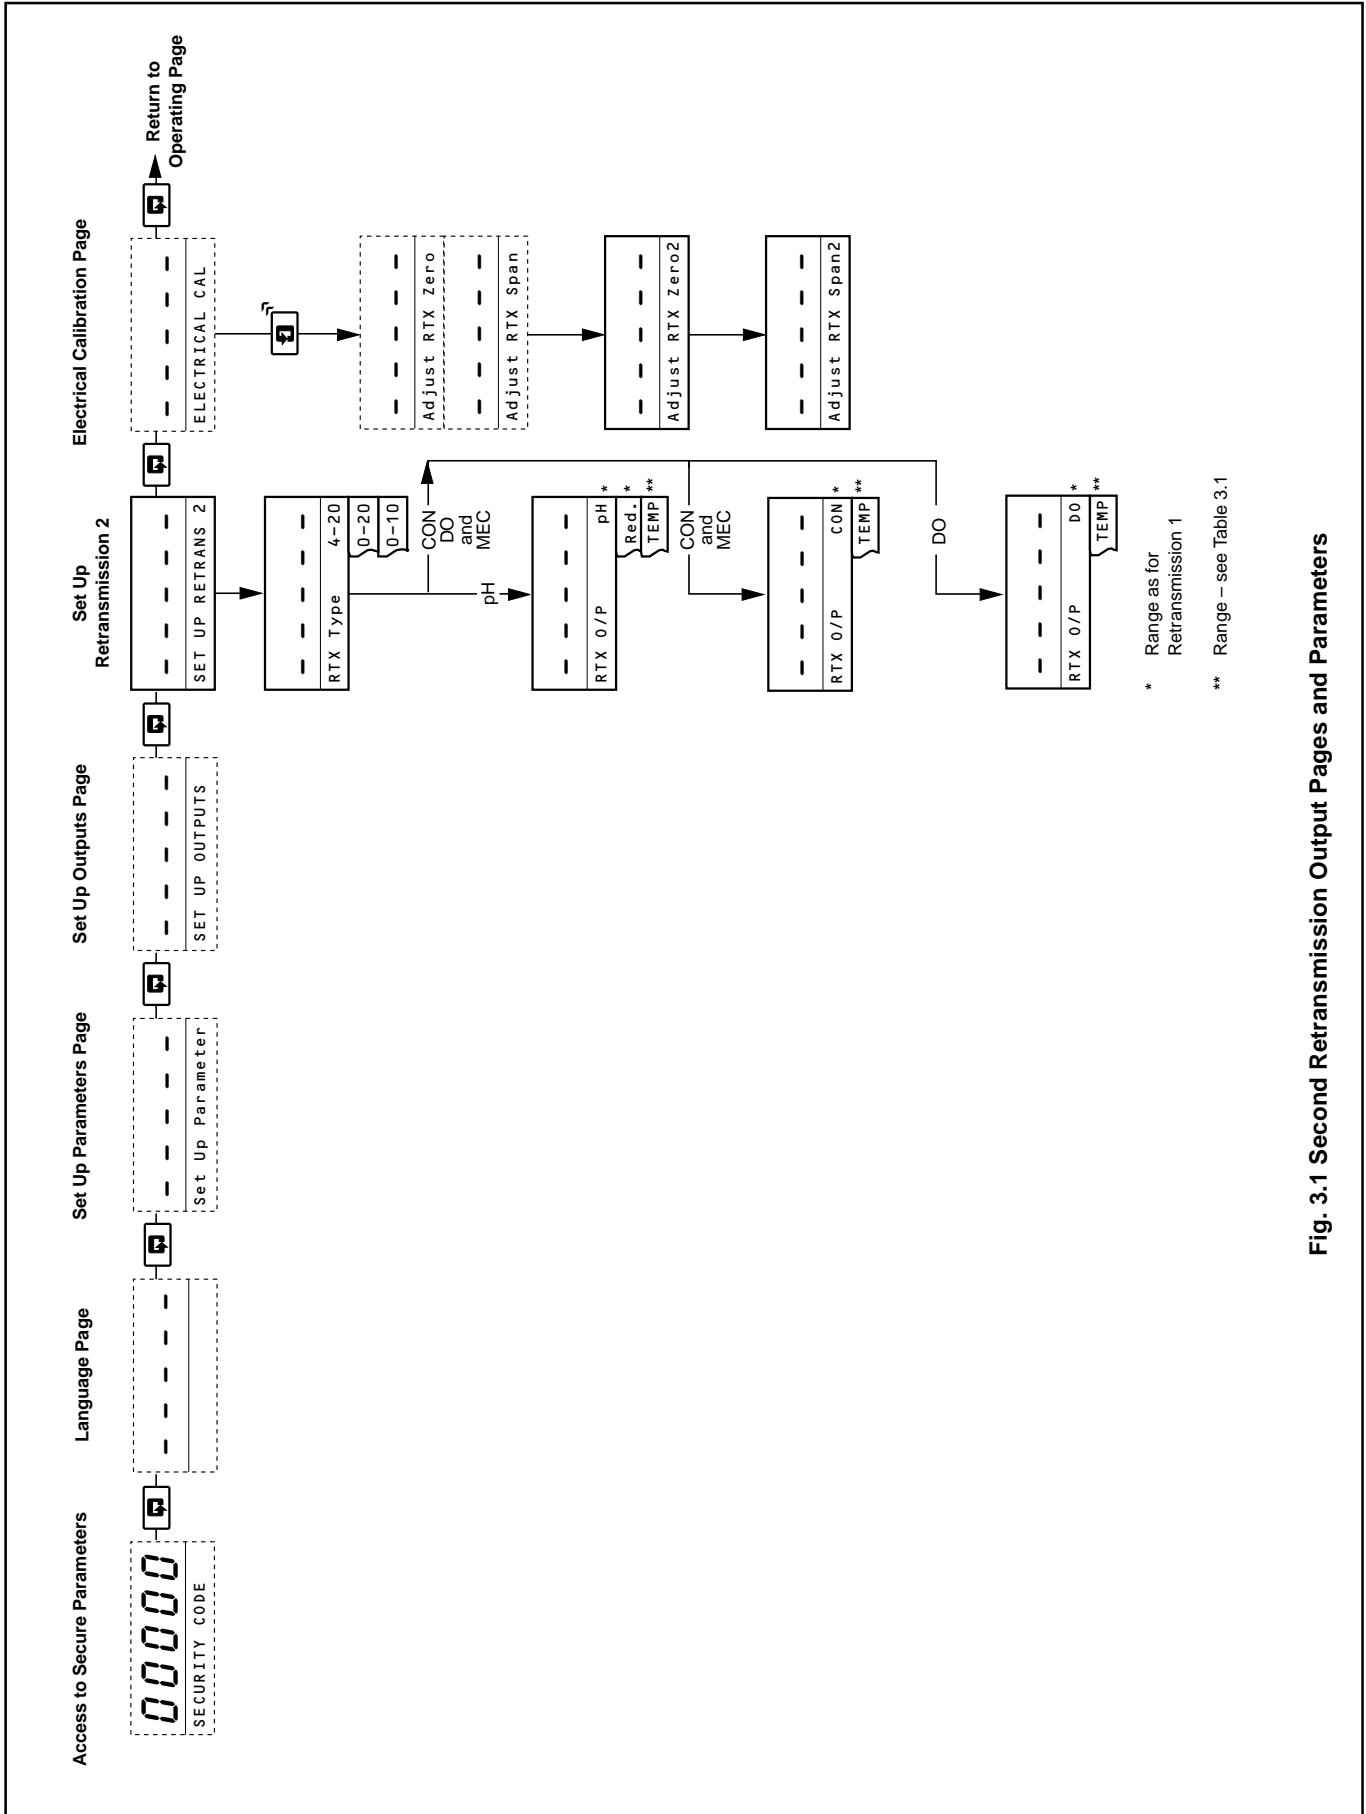 Access to Secure Parameters
00000
SECURITY CODE
Language Page
Set Up Parameters Page
Set Up Parameter
Set Up Outputs Page
SET UP OUTPUTS
Set Up
Retransmission 2
SET UP RETRANS 2
RTX Type 4-20
0-20
0-10
CON
DO
and
MEC
pH
RTX O/P pH *
Red. *
TEMP **
CON
and
MEC
RTX O/P CON *
TEMP **
DO
RTX O/P DO *
TEMP **
* Range as for
Retransmission 1
** Range – see Table 3.1
Electrical Calibration Page
ELECTRICAL CAL
Adjust RTX Zero
Adjust RTX Span
Adjust RTX Zero2
Adjust RTX Span2
Return to
Operating Page
Fig. 3.1 Second Retransmission Output Pages and Parameters